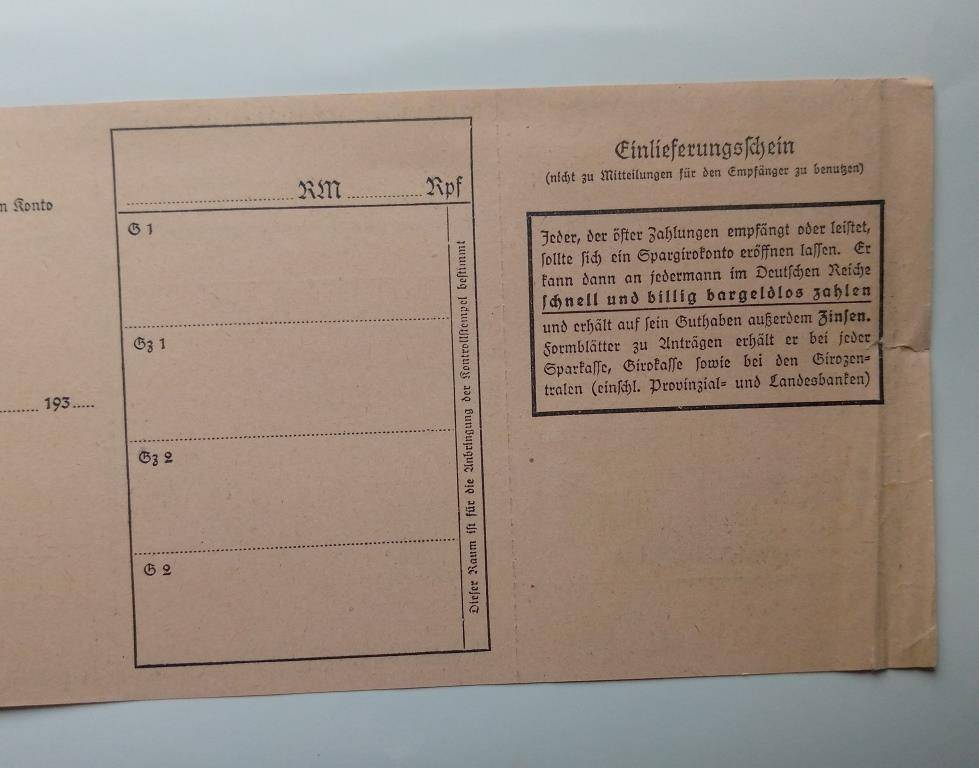 n Konto
193
RM Rpf
G 1
Gz 1
Gz 2
G 2
Dieser Raum ist für die Anbringung der Kontrollstempel bestimmt
Einlieferungsschein
(nicht zu Mitteilungen für den Empfänger zu benutzen)
Jeder, der öfter Zahlungen empfängt oder leistet,
sollte sich ein Spargirokonto eröffnen lassen. Er
kann dann an jedermann im Deutschen Reiche
schnell und billig bargeldlos zahlen
und erhält auf sein Guthaben außerdem Zinsen.
Formblätter zu Anträgen erhält er bei jeder
Sparkasse, Girokasse sowie bei den Girozen=
tralen (einschl. Provinzial= und Landesbanken)